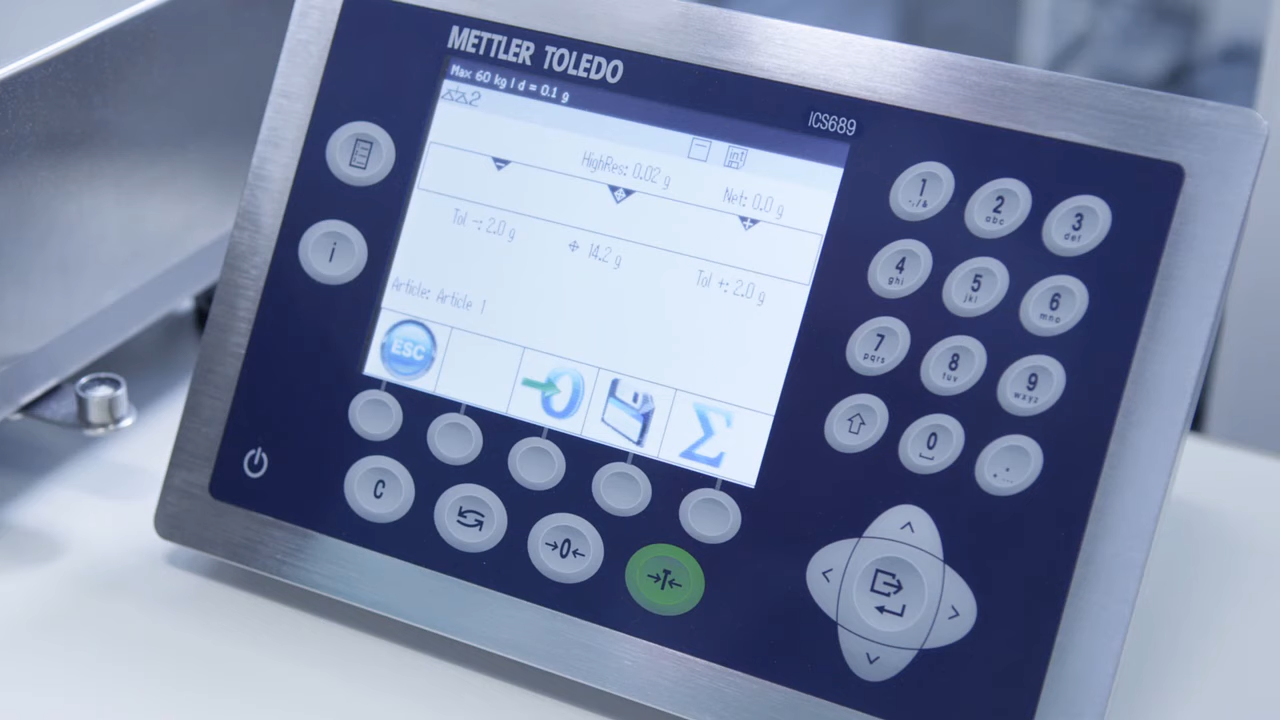 METTLER TOLEDO
Max 60 kg | d = 0.1 g
2
ICS689
int
HighRes: 0.02 g
Net: 0.0 g
Tol -: 2.0 g
14.2 g
Tol +: 2.0 g
Article: Article 1
ESC
Σ
i
C
→0←
→T←
1
.,/&
2
abc
3
def
4
ghi
5
jkl
6
mno
7
pqrs
8
tuv
9
wxyz
0